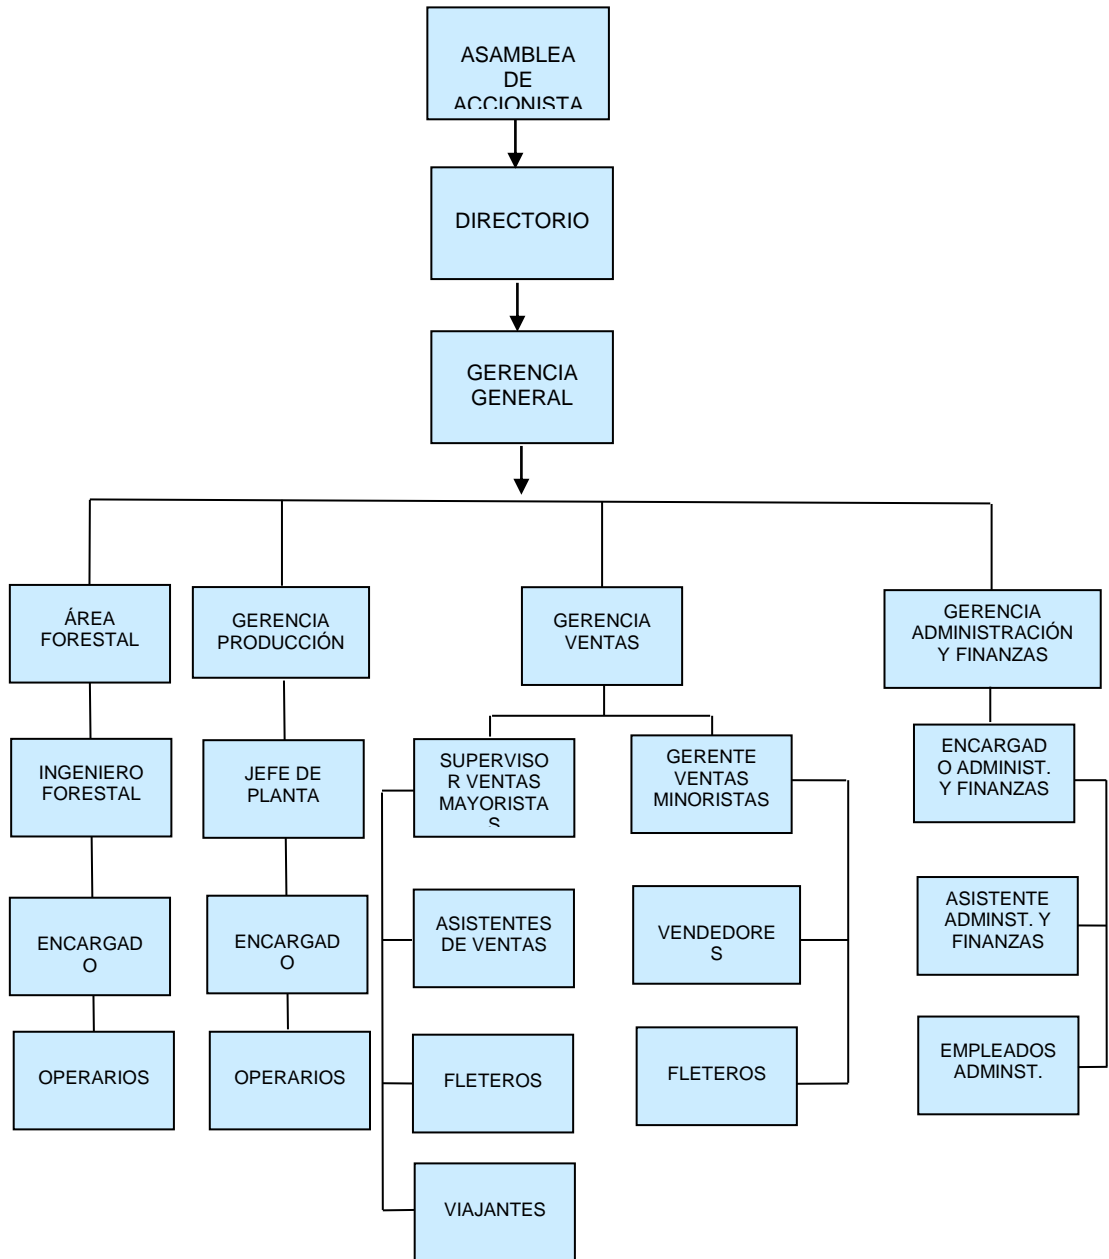 ASAMBLEA
DE
ACCIONISTA
DIRECTORIO
GERENCIA
GENERAL
ÁREA
FORESTAL
GERENCIA
PRODUCCIÓN
GERENCIA
VENTAS
GERENCIA
ADMINISTRACIÓN
Y FINANZAS
INGENIERO
FORESTAL
JEFE DE
PLANTA
SUPERVISO
R VENTAS
MAYORISTA
S
GERENTE
VENTAS
MINORISTAS
ENCARGAD
O ADMINIST.
Y FINANZAS
ENCARGAD
O
ENCARGAD
O
ASISTENTES
DE VENTAS
VENDEDORE
S
ASISTENTE
ADMINST. Y
FINANZAS
OPERARIOS
OPERARIOS
FLETEROS
FLETEROS
EMPLEADOS
ADMINST.
VIAJANTES